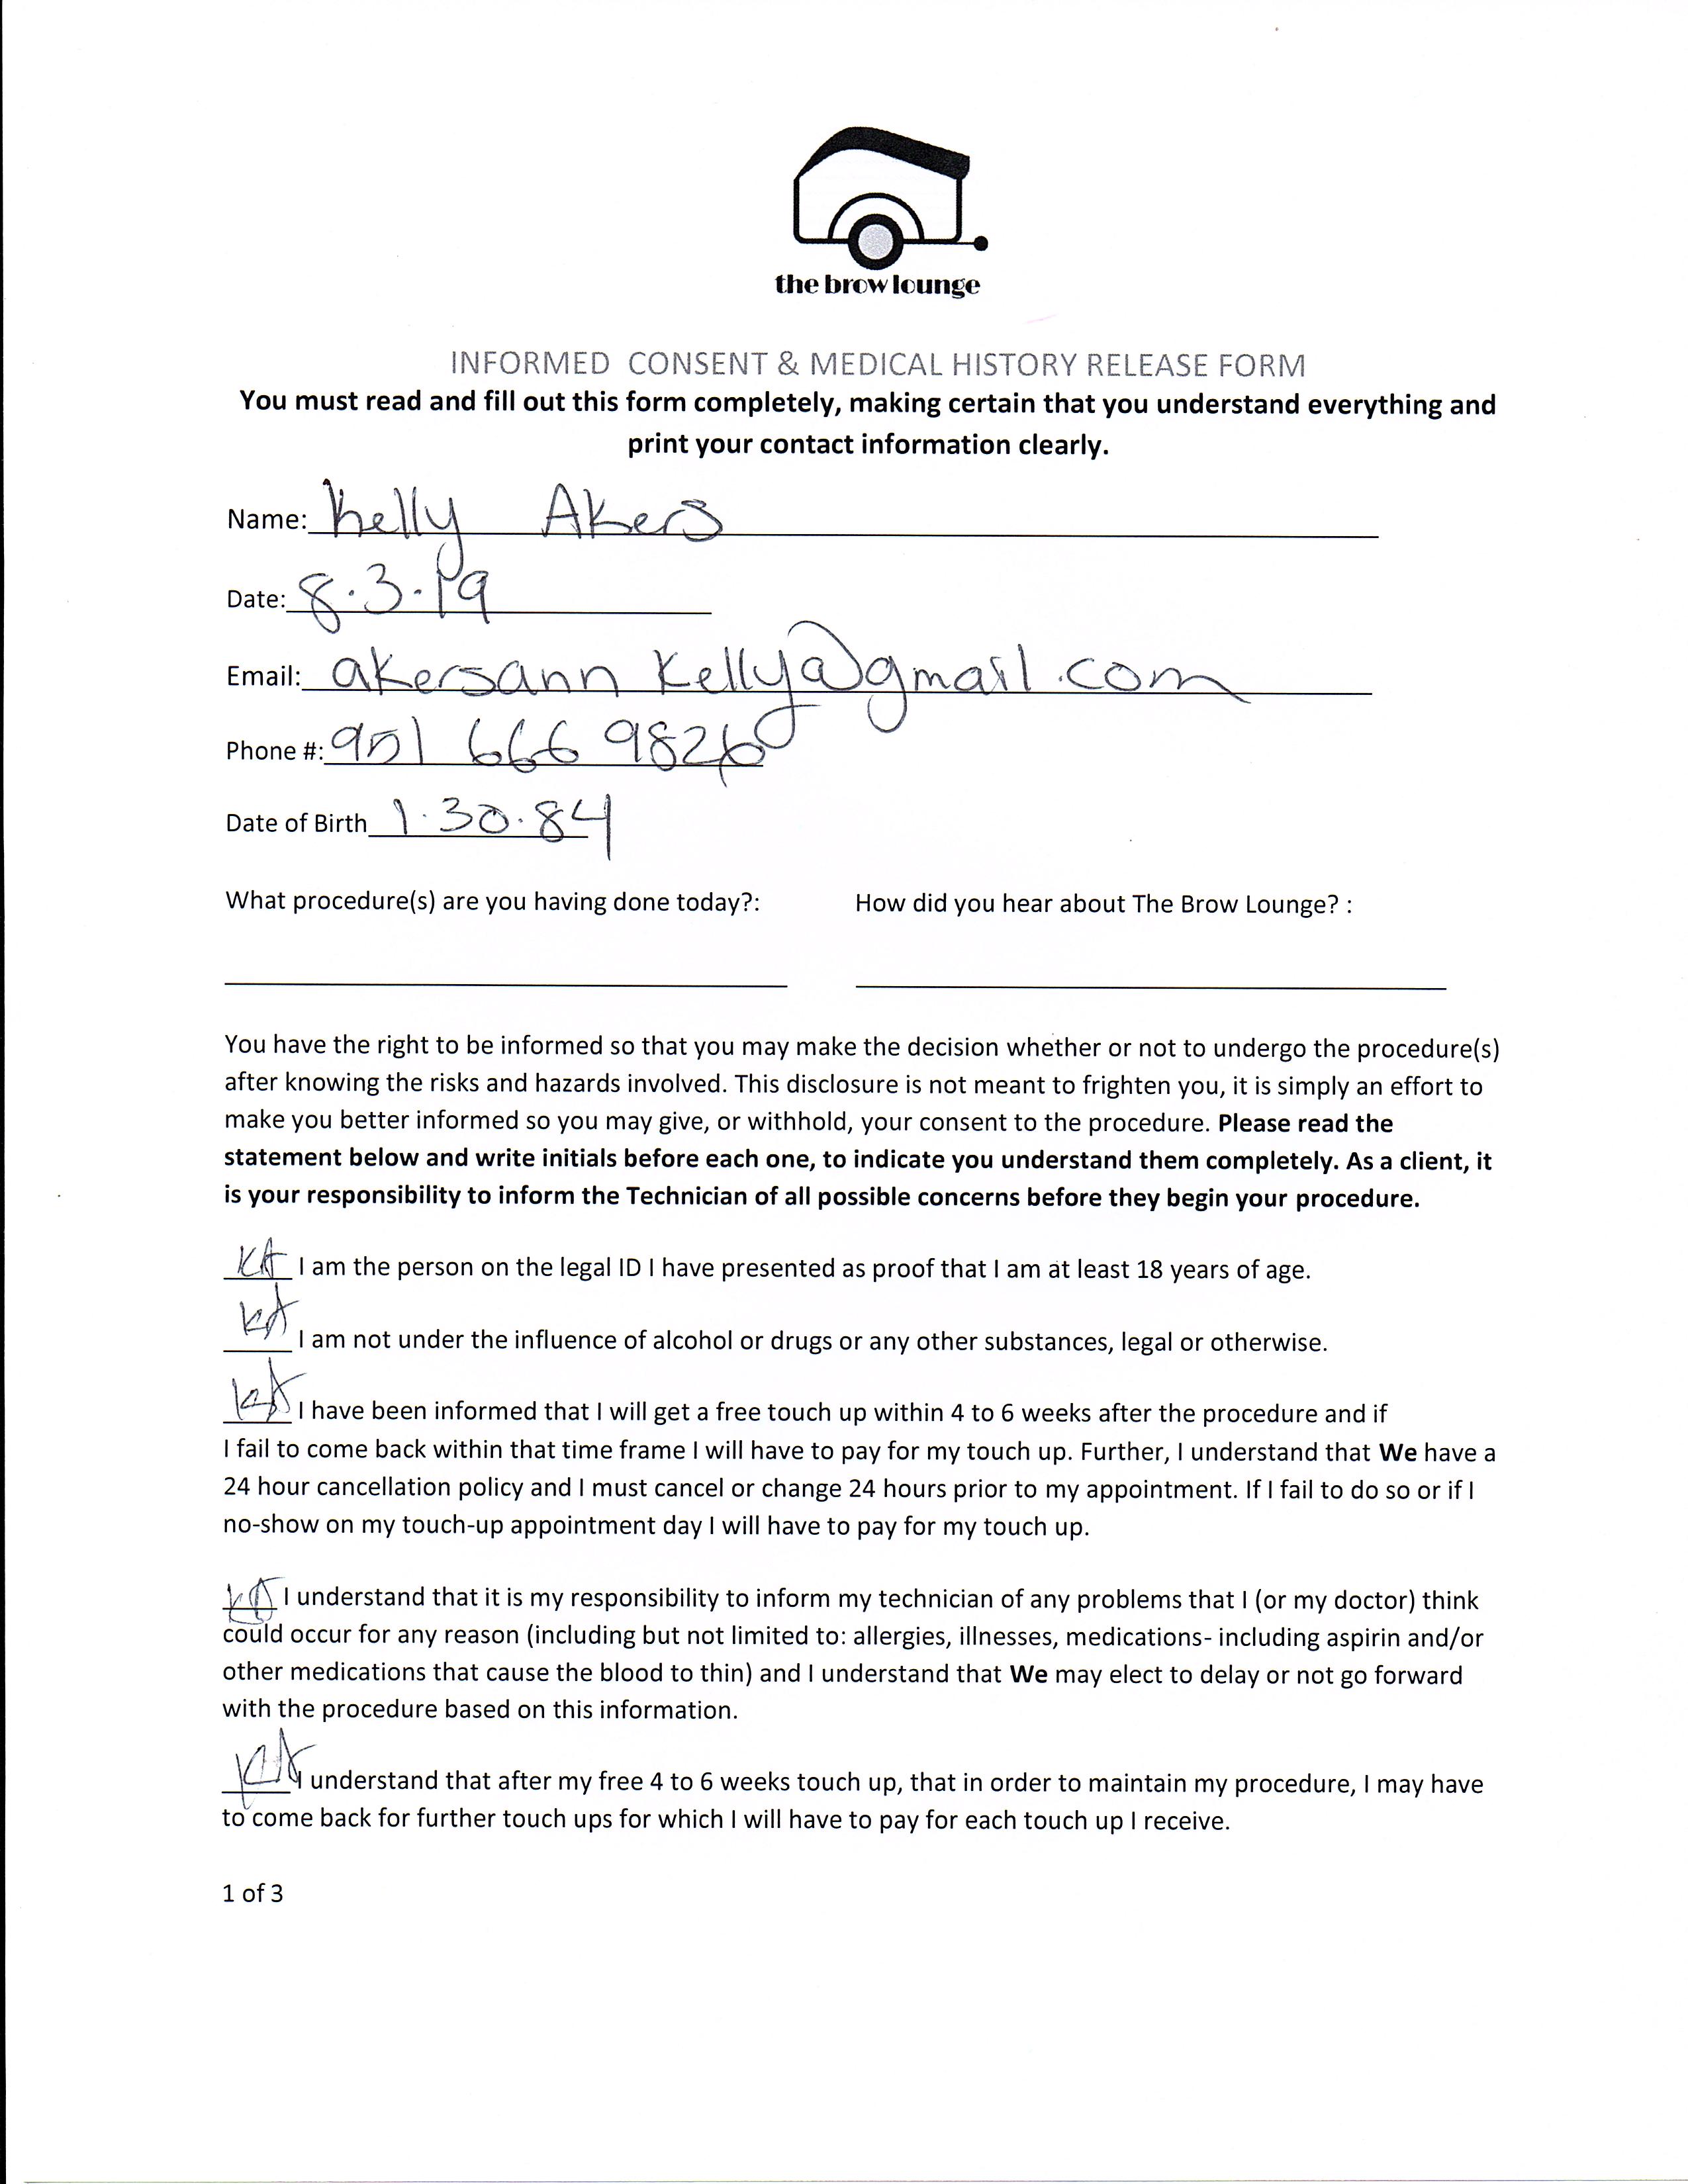 the brow lounge
INFORMED CONSENT & MEDICAL HISTORY RELEASE FORM
You must read and fill out this form completely, making certain that you understand everything and
print your contact information clearly.
Name: Kelly Akers
Date: 8.3.19
Email: akersann kelly@gmail.com
Phone #: 951 666 9826
Date of Birth 1.30.84
What procedure(s) are you having done today?: How did you hear about The Brow Lounge? :
You have the right to be informed so that you may make the decision whether or not to undergo the procedure(s)
after knowing the risks and hazards involved. This disclosure is not meant to frighten you, it is simply an effort to
make you better informed so you may give, or withhold, your consent to the procedure. Please read the
statement below and write initials before each one, to indicate you understand them completely. As a client, it
is your responsibility to inform the Technician of all possible concerns before they begin your procedure.
KA I am the person on the legal ID I have presented as proof that I am at least 18 years of age.
KA I am not under the influence of alcohol or drugs or any other substances, legal or otherwise.
KA I have been informed that I will get a free touch up within 4 to 6 weeks after the procedure and if
I fail to come back within that time frame I will have to pay for my touch up. Further, I understand that We have a
24 hour cancellation policy and I must cancel or change 24 hours prior to my appointment. If I fail to do so or if I
no-show on my touch-up appointment day I will have to pay for my touch up.
KA I understand that it is my responsibility to inform my technician of any problems that I (or my doctor) think
could occur for any reason (including but not limited to: allergies, illnesses, medications- including aspirin and/or
other medications that cause the blood to thin) and I understand that We may elect to delay or not go forward
with the procedure based on this information.
KA I understand that after my free 4 to 6 weeks touch up, that in order to maintain my procedure, I may have
to come back for further touch ups for which I will have to pay for each touch up I receive.
1 of 3